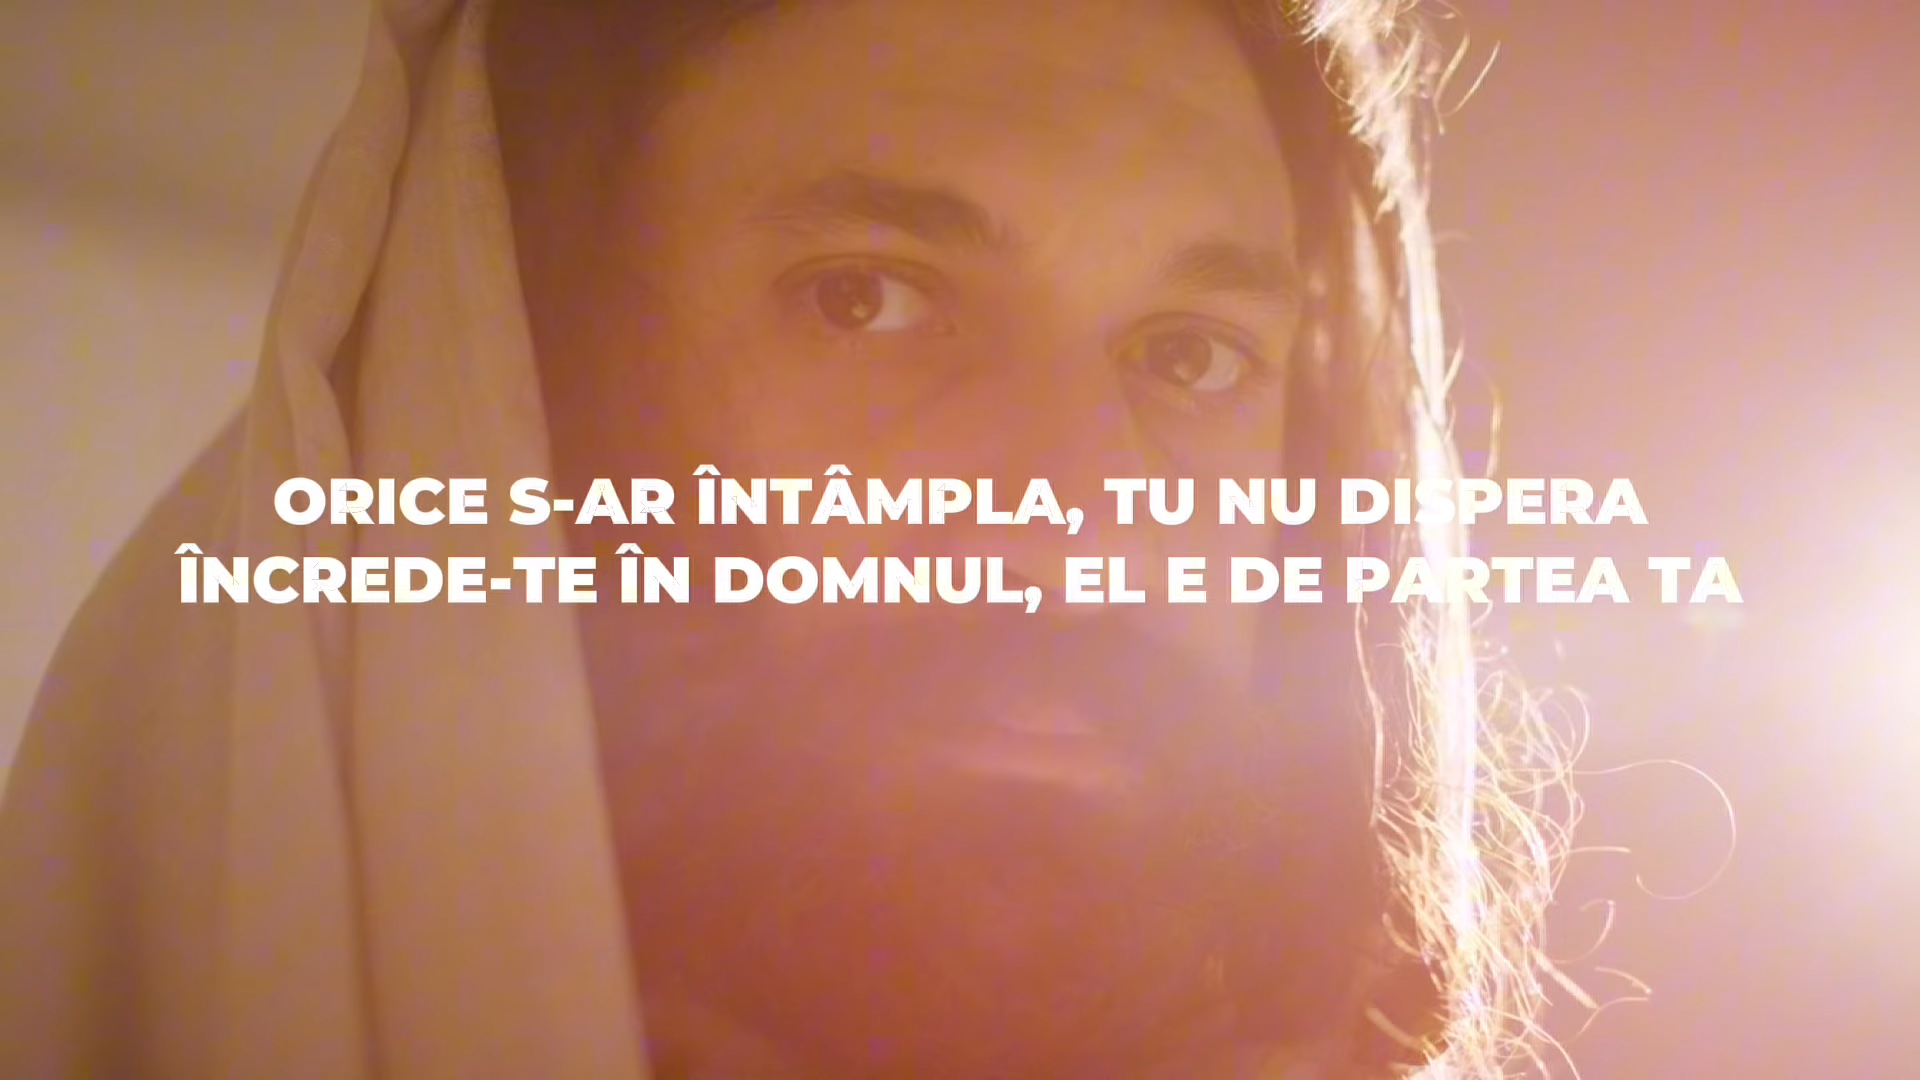 ORICE S-AR ÎNTÂMPLA, TU NU DISPERA
ÎNCREDE-TE ÎN DOMNUL, EL E DE PARTEA TA